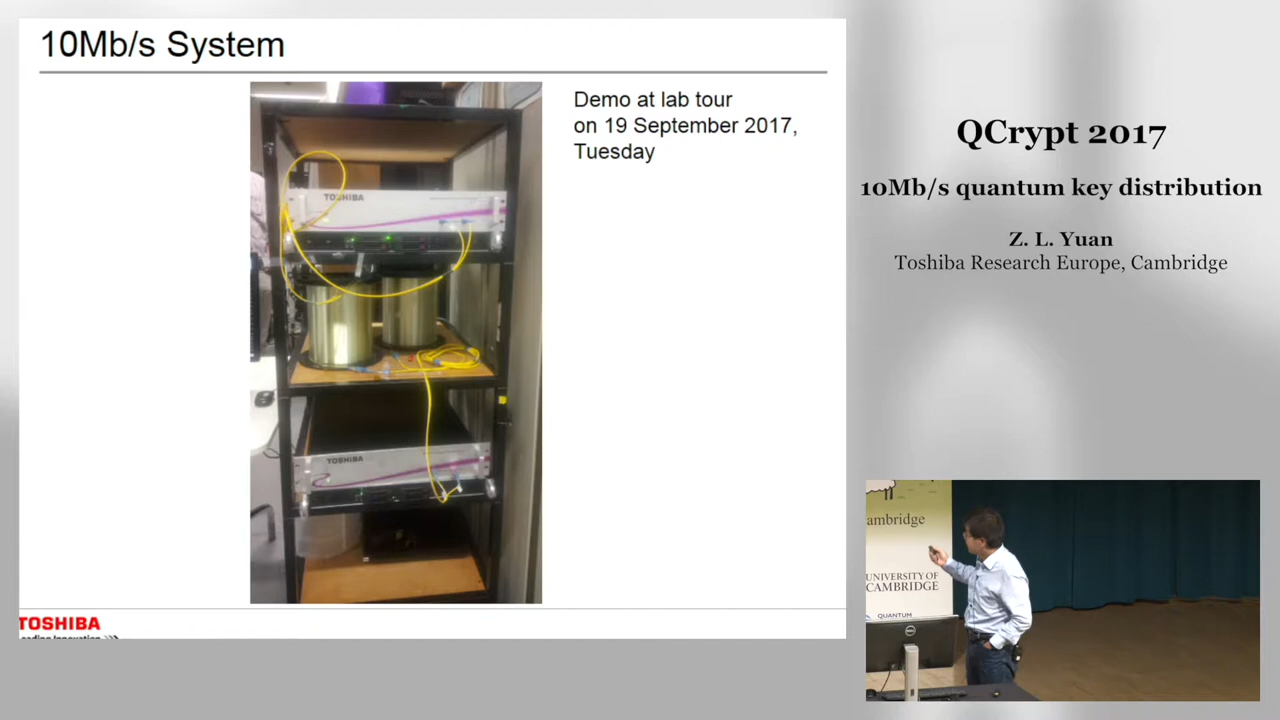 10Mb/s System
Demo at lab tour
on 19 September 2017,
Tuesday
TOSHIBA
TOSHIBA
TOSHIBA
QCrypt 2017
10Mb/s quantum key distribution
Z. L. Yuan
Toshiba Research Europe, Cambridge
ambridge
UNIVERSITY OF
CAMBRIDGE
QUANTUM
DELL